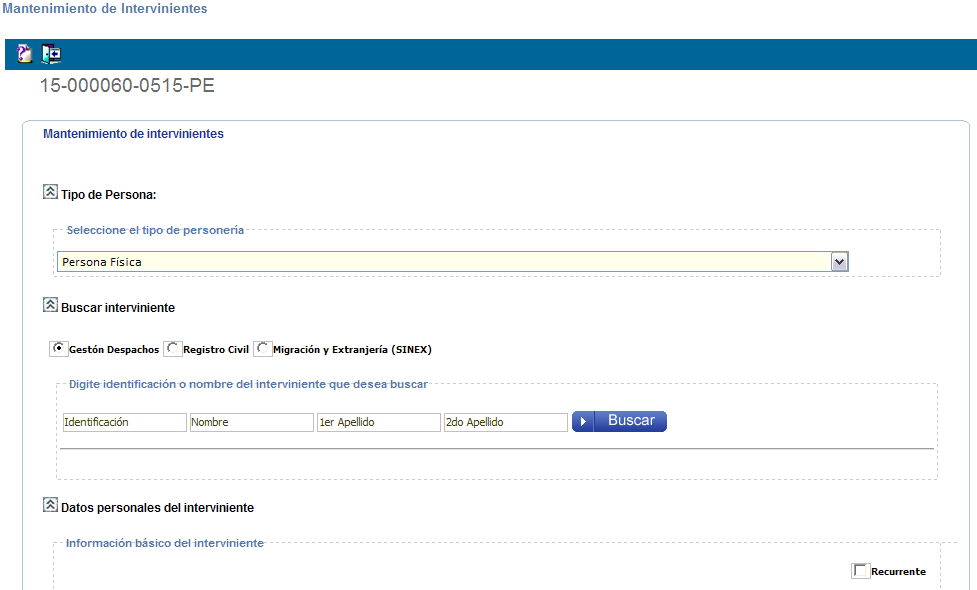 Mantenimiento de Intervinientes
15-000060-0515-PE
Mantenimiento de intervinientes
Tipo de Persona:
Seleccione el tipo de personería
Persona Física
Buscar interviniente
Gestón Despachos Registro Civil Migración y Extranjería (SINEX)
Digite identificación o nombre del interviniente que desea buscar
Identificación Nombre 1er Apellido 2do Apellido Buscar
Datos personales del interviniente
Información básico del interviniente
Recurrente